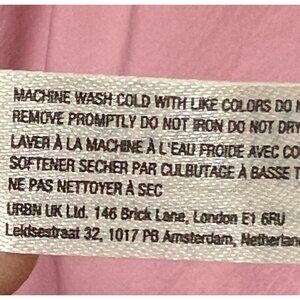 MACHINE WASH COLD WITH LIKE COLORS DO
REMOVE PROMPTLY DO NOT IRON DO NOT DRY
LAVER À LA MACHINE À L'EAU FROIDE AVEC
SOFTENER SECHER PAR CULBUTAGE À BASSE
NE PAS NETTOYER À SEC
URBN UK Ltd. 146 Brick Lane, London E1 6RU
Leidsestraat 32, 1017 PB Amsterdam,